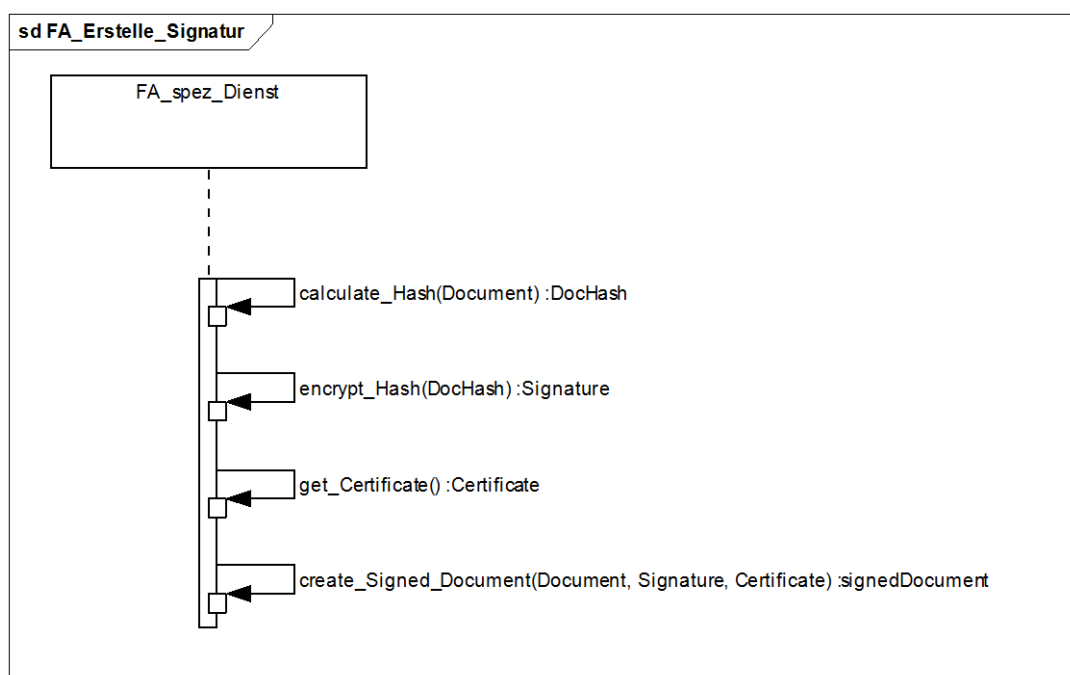 sd FA_Erstelle_Signatur
FA_spez_Dienst
calculate_Hash(Document) :DocHash
encrypt_Hash(DocHash) :Signature
get_Certificate() :Certificate
create_Signed_Document(Document, Signature, Certificate) :signedDocument